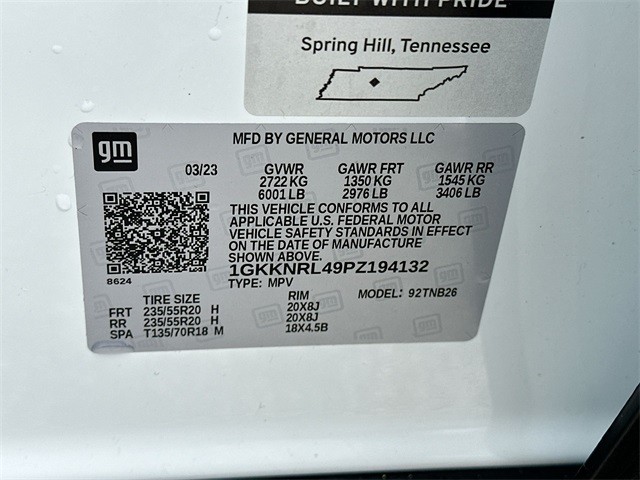 BUILT WITH PRIDE
Spring Hill, Tennessee
gm
MFD BY GENERAL MOTORS LLC
03/23 GVWR GAWR FRT GAWR RR
2722 KG 1350 KG 1545 KG
6001 LB 2976 LB 3406 LB
THIS VEHICLE CONFORMS TO ALL
APPLICABLE U.S. FEDERAL MOTOR
VEHICLE SAFETY STANDARDS IN EFFECT
ON THE DATE OF MANUFACTURE
SHOWN ABOVE.
1GKKNRL49PZ194132
8624 TYPE: MPV MODEL: 92TNB26
TIRE SIZE RIM
FRT 235/55R20 H 20X8J
RR 235/55R20 H 20X8J
SPA T135/70R18 M 18X4.5B